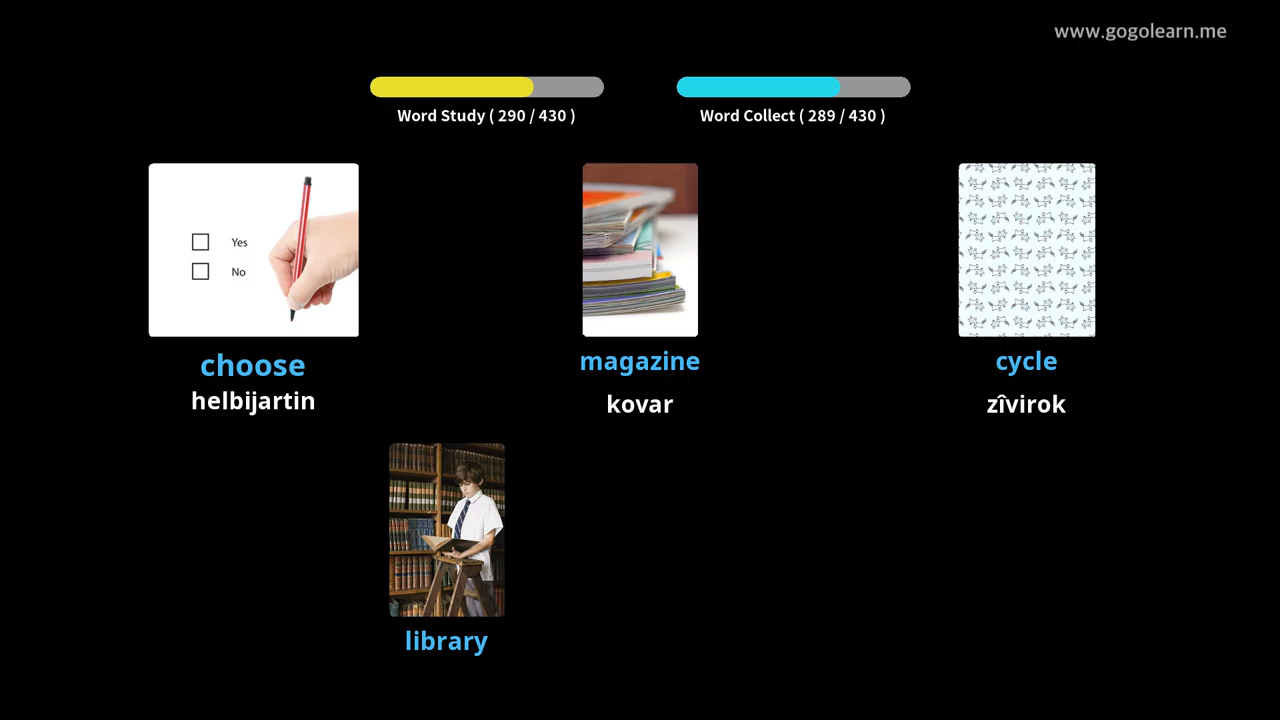 www.gogolearn.me
Word Study ( 290 / 430 )
Word Collect ( 289 / 430 )
Yes
No
choose
helbijartin
magazine
kovar
cycle
zîvirok
library